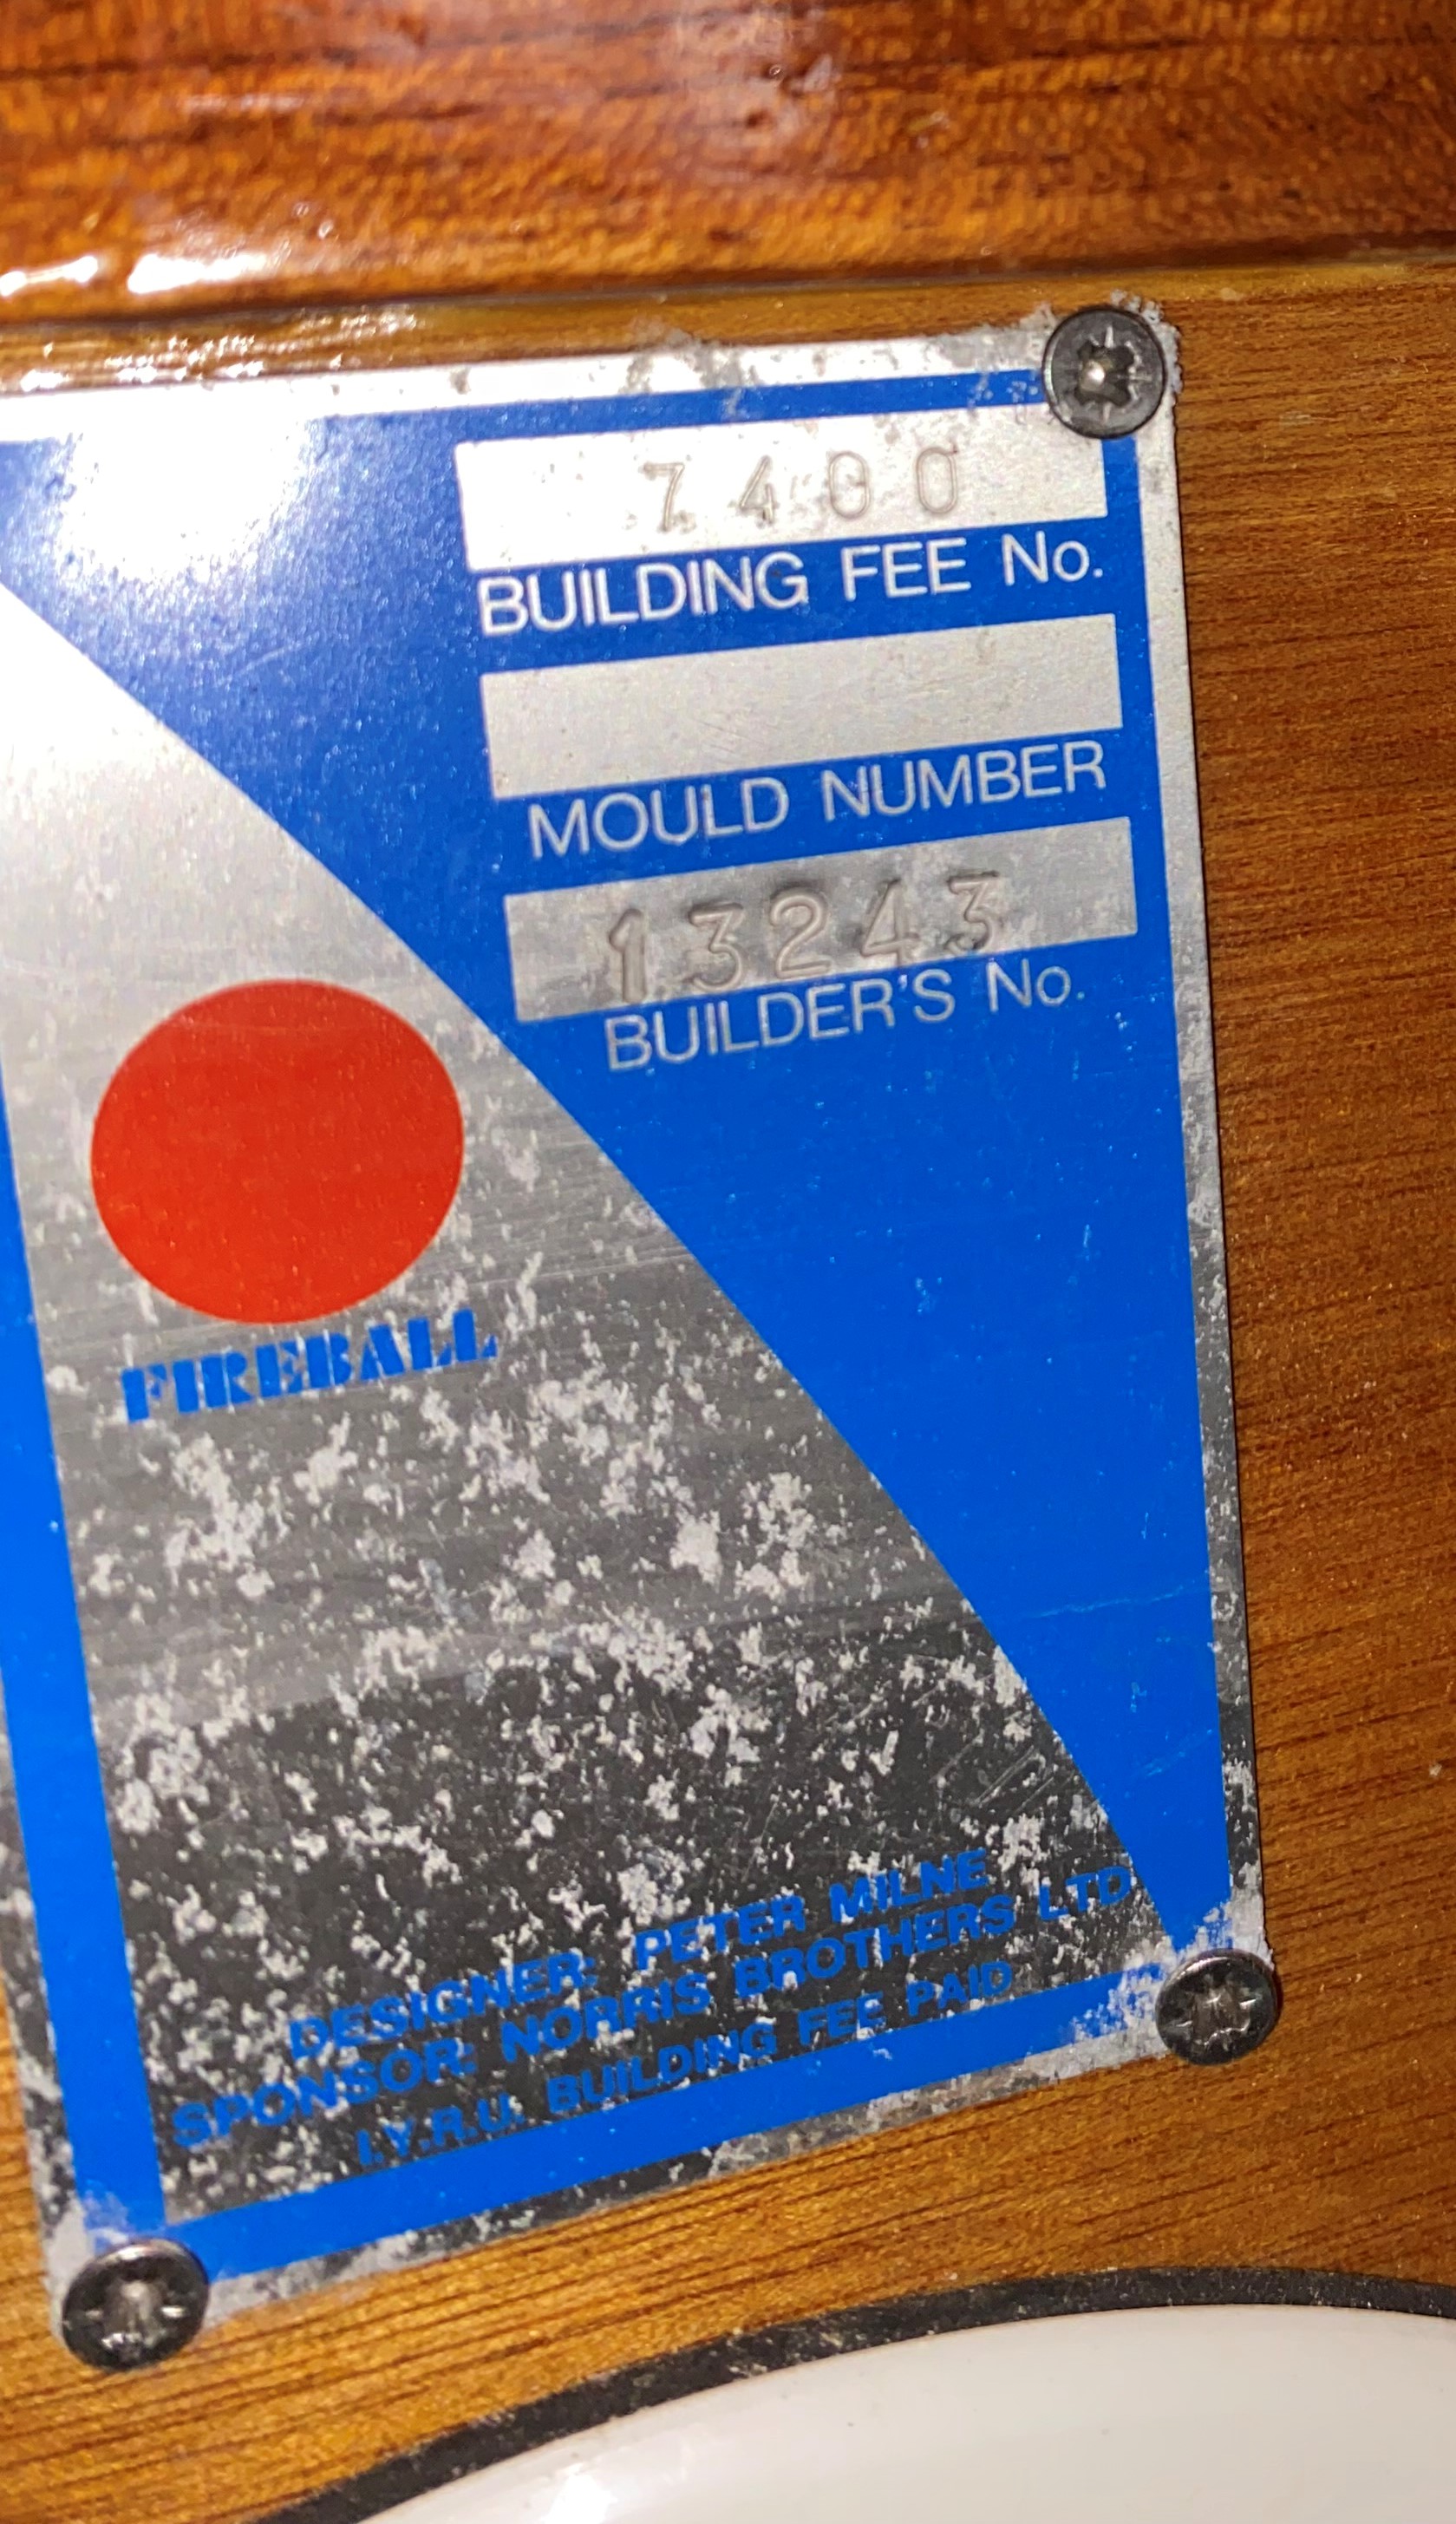 7400
BUILDING FEE No.
MOULD NUMBER
13243
BUILDER'S No.
FIREBALL
DESIGNER: PETER MILNE
SPONSOR: NORRIS BROTHERS LTD
I.Y.R.U. BUILDING FEE PAID